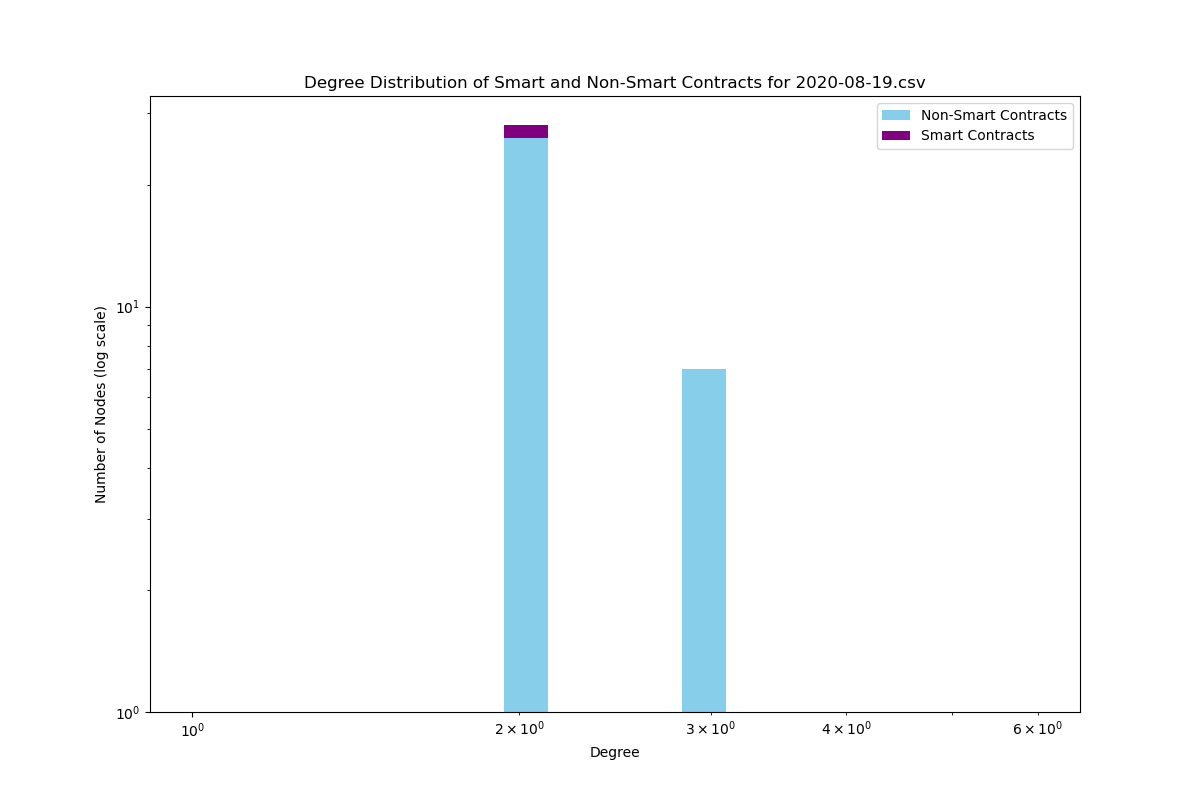 Degree Distribution of Smart and Non-Smart Contracts for 2020-08-19.csv
Non-Smart Contracts
Smart Contracts
Number of Nodes (log scale)
10¹
10⁰
10⁰ 2 × 10⁰ 3 × 10⁰ 4 × 10⁰ 6 × 10⁰
Degree